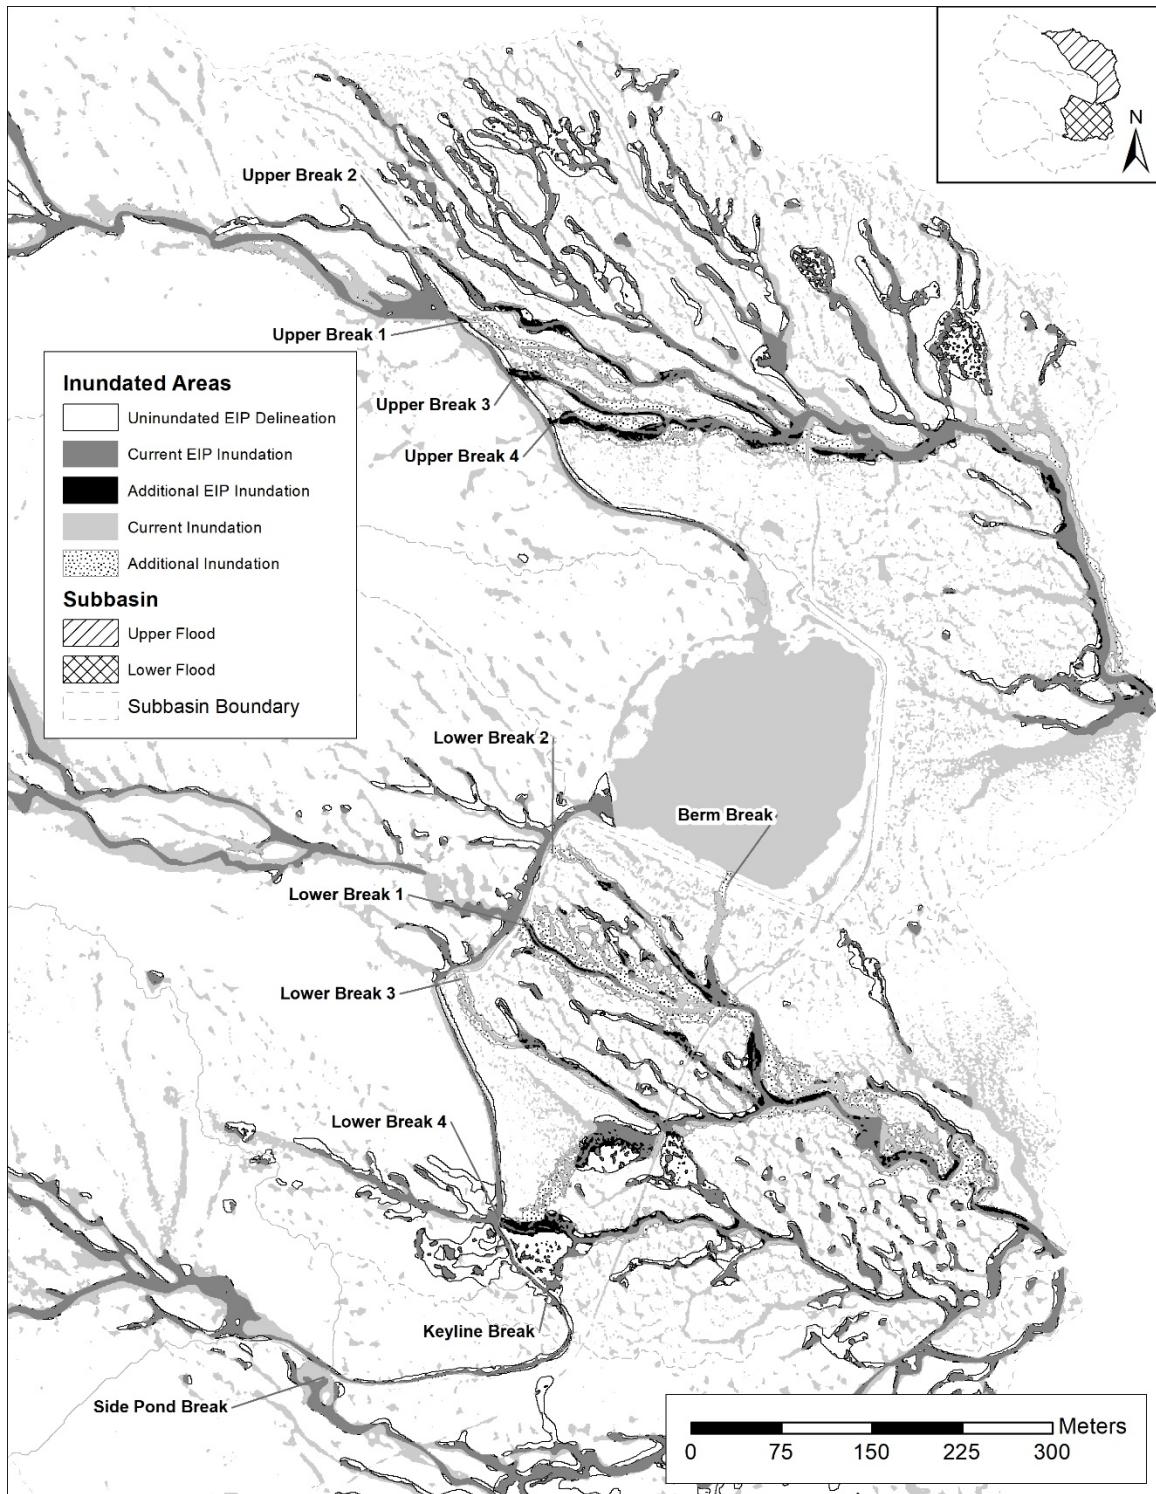 N
Upper Break 2
Upper Break 1
Upper Break 3
Upper Break 4
Inundated Areas
Uninundated EIP Delineation
Current EIP Inundation
Additional EIP Inundation
Current Inundation
Additional Inundation
Subbasin
Upper Flood
Lower Flood
Subbasin Boundary
Lower Break 2
Berm Break
Lower Break 1
Lower Break 3
Lower Break 4
Keyline Break
Side Pond Break
Meters
0 75 150 225 300